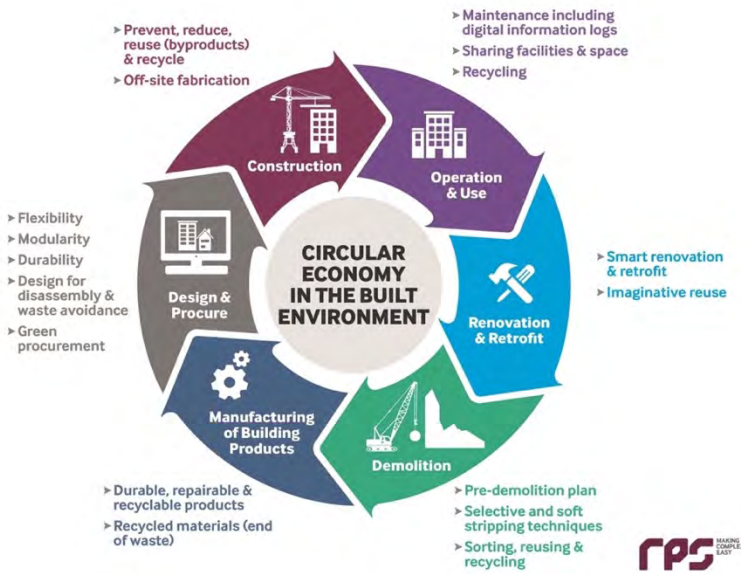 ➤ Prevent, reduce,
reuse (byproducts)
& recycle
➤ Off-site fabrication
➤ Maintenance including
digital information logs
➤ Sharing facilities & space
➤ Recycling
Construction
Operation
& Use
➤ Flexibility
➤ Modularity
➤ Durability
➤ Design for
disassembly &
waste avoidance
➤ Green
procurement
Design &
Procure
CIRCULAR
ECONOMY
IN THE BUILT
ENVIRONMENT
Renovation
& Retrofit
➤ Smart renovation
& retrofit
➤ Imaginative reuse
Manufacturing
of Building
Products
Demolition
➤ Durable, repairable &
recyclable products
➤ Recycled materials (end
of waste)
➤ Pre-demolition plan
➤ Selective and soft
stripping techniques
➤ Sorting, reusing &
recycling
rps
MAKING
COMPLE
EASY